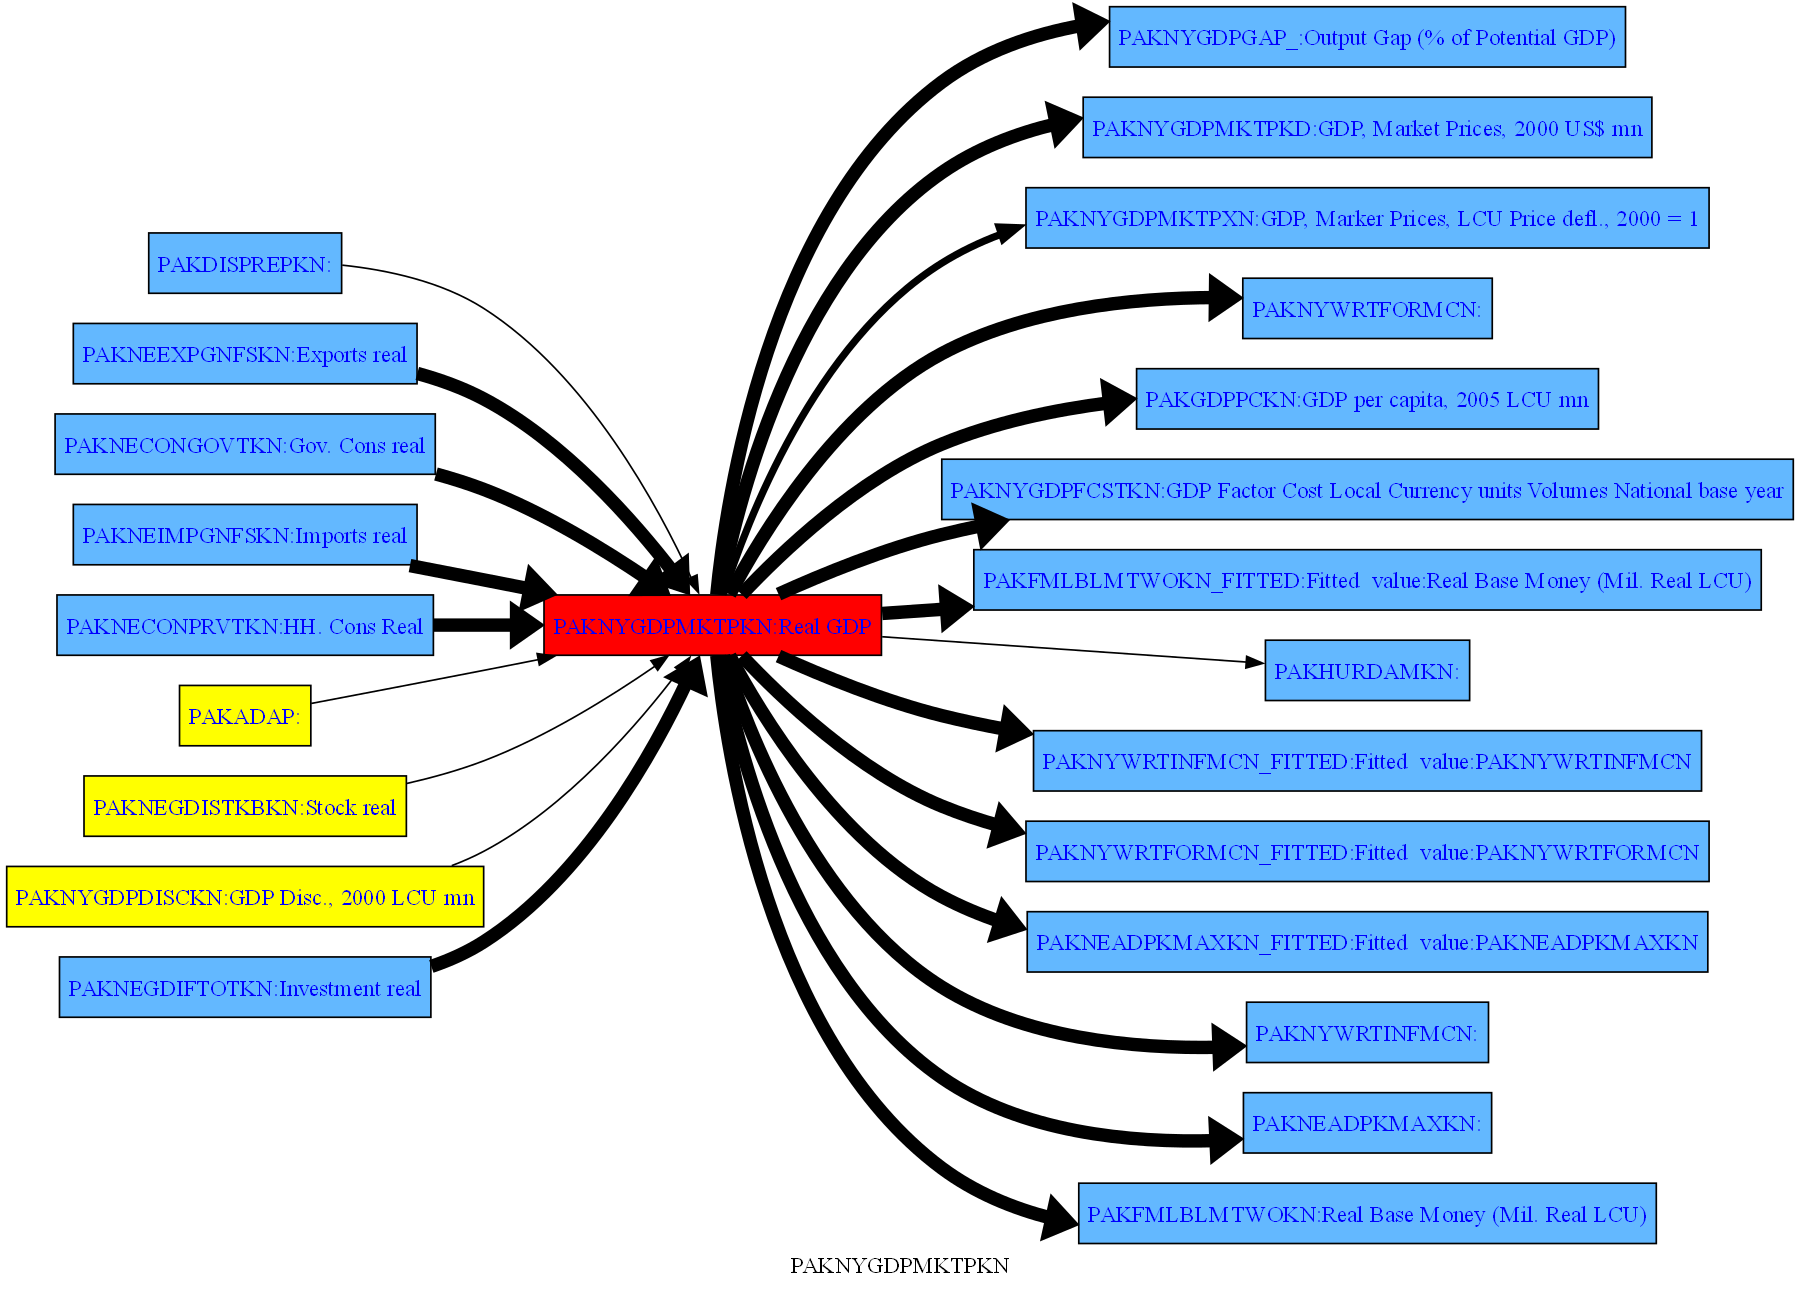 PAKNYGDPGAP_:Output Gap (% of Potential GDP)
PAKNYGDPMKTPKD:GDP, Market Prices, 2000 US$ mn
PAKNYGDPMKTPXN:GDP, Marker Prices, LCU Price defl., 2000 = 1
PAKDISPREPKN:
PAKNYWRTFORMCN:
PAKNEEXPGNFSKN:Exports real
PAKGDPPCKN:GDP per capita, 2005 LCU mn
PAKNECONGOVTKN:Gov. Cons real
PAKNYGDPFCSTKN:GDP Factor Cost Local Currency units Volumes National base year
PAKNEIMPGNFSKN:Imports real
PAKFMLBLMTWOKN_FITTED:Fitted  value:Real Base Money (Mil. Real LCU)
PAKNECONPRVTKN:HH. Cons Real
PAKNYGDPMKTPKN:Real GDP
PAKHURDAMKN:
PAKADAP:
PAKNYWRTINFMCN_FITTED:Fitted  value:PAKNYWRTINFMCN
PAKNEGDISTKBKN:Stock real
PAKNYWRTFORMCN_FITTED:Fitted  value:PAKNYWRTFORMCN
PAKNYGDPDISCKN:GDP Disc., 2000 LCU mn
PAKNEADPKMAXKN_FITTED:Fitted  value:PAKNEADPKMAXKN
PAKNEGDIFTOTKN:Investment real
PAKNYWRTINFMCN:
PAKNEADPKMAXKN:
PAKFMLBLMTWOKN:Real Base Money (Mil. Real LCU)
PAKNYGDPMKTPKN